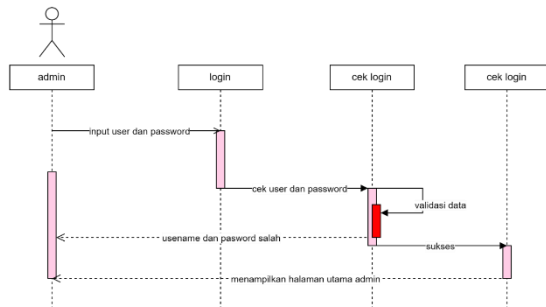 admin
login
cek login
cek login
input user dan password
cek user dan password
validasi data
usename dan pasword salah
sukses
menampilkan halaman utama admin